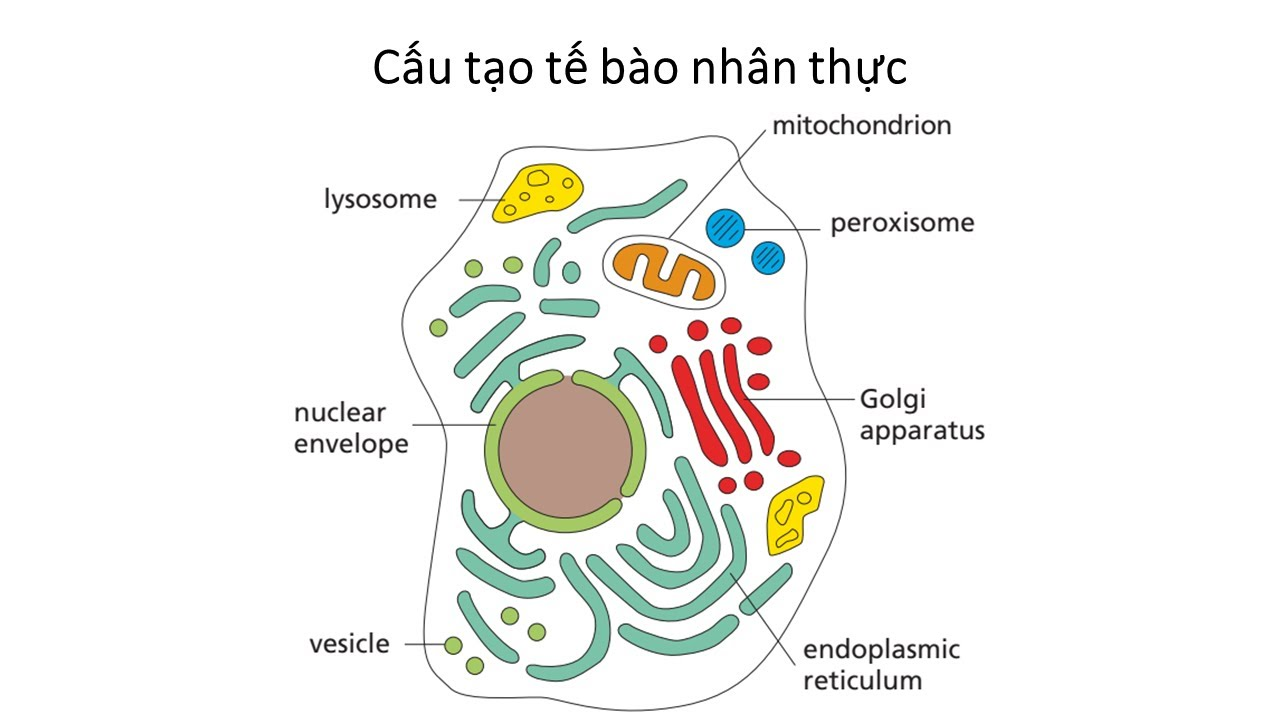 Cấu tạo tế bào nhân thực
mitochondrion
lysosome
peroxisome
nuclear
envelope
Golgi
apparatus
vesicle
endoplasmic
reticulum